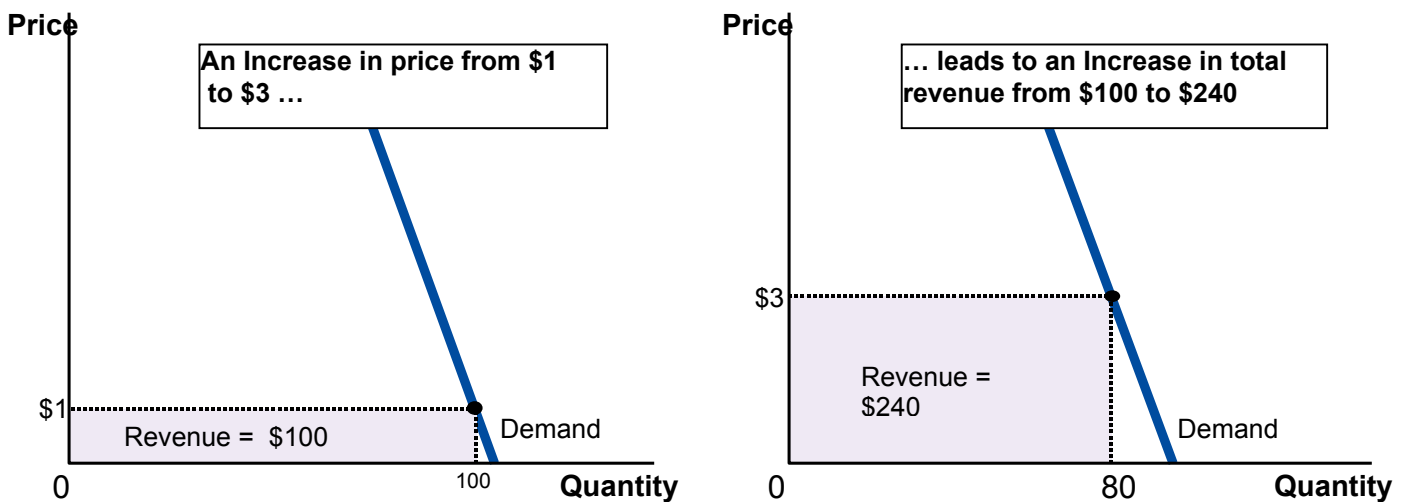 Price
An Increase in price from $1
to $3 …
$1
Revenue = $100
Demand
0
100
Quantity
Price
… leads to an Increase in total
revenue from $100 to $240
$3
Revenue =
$240
Demand
0
80
Quantity